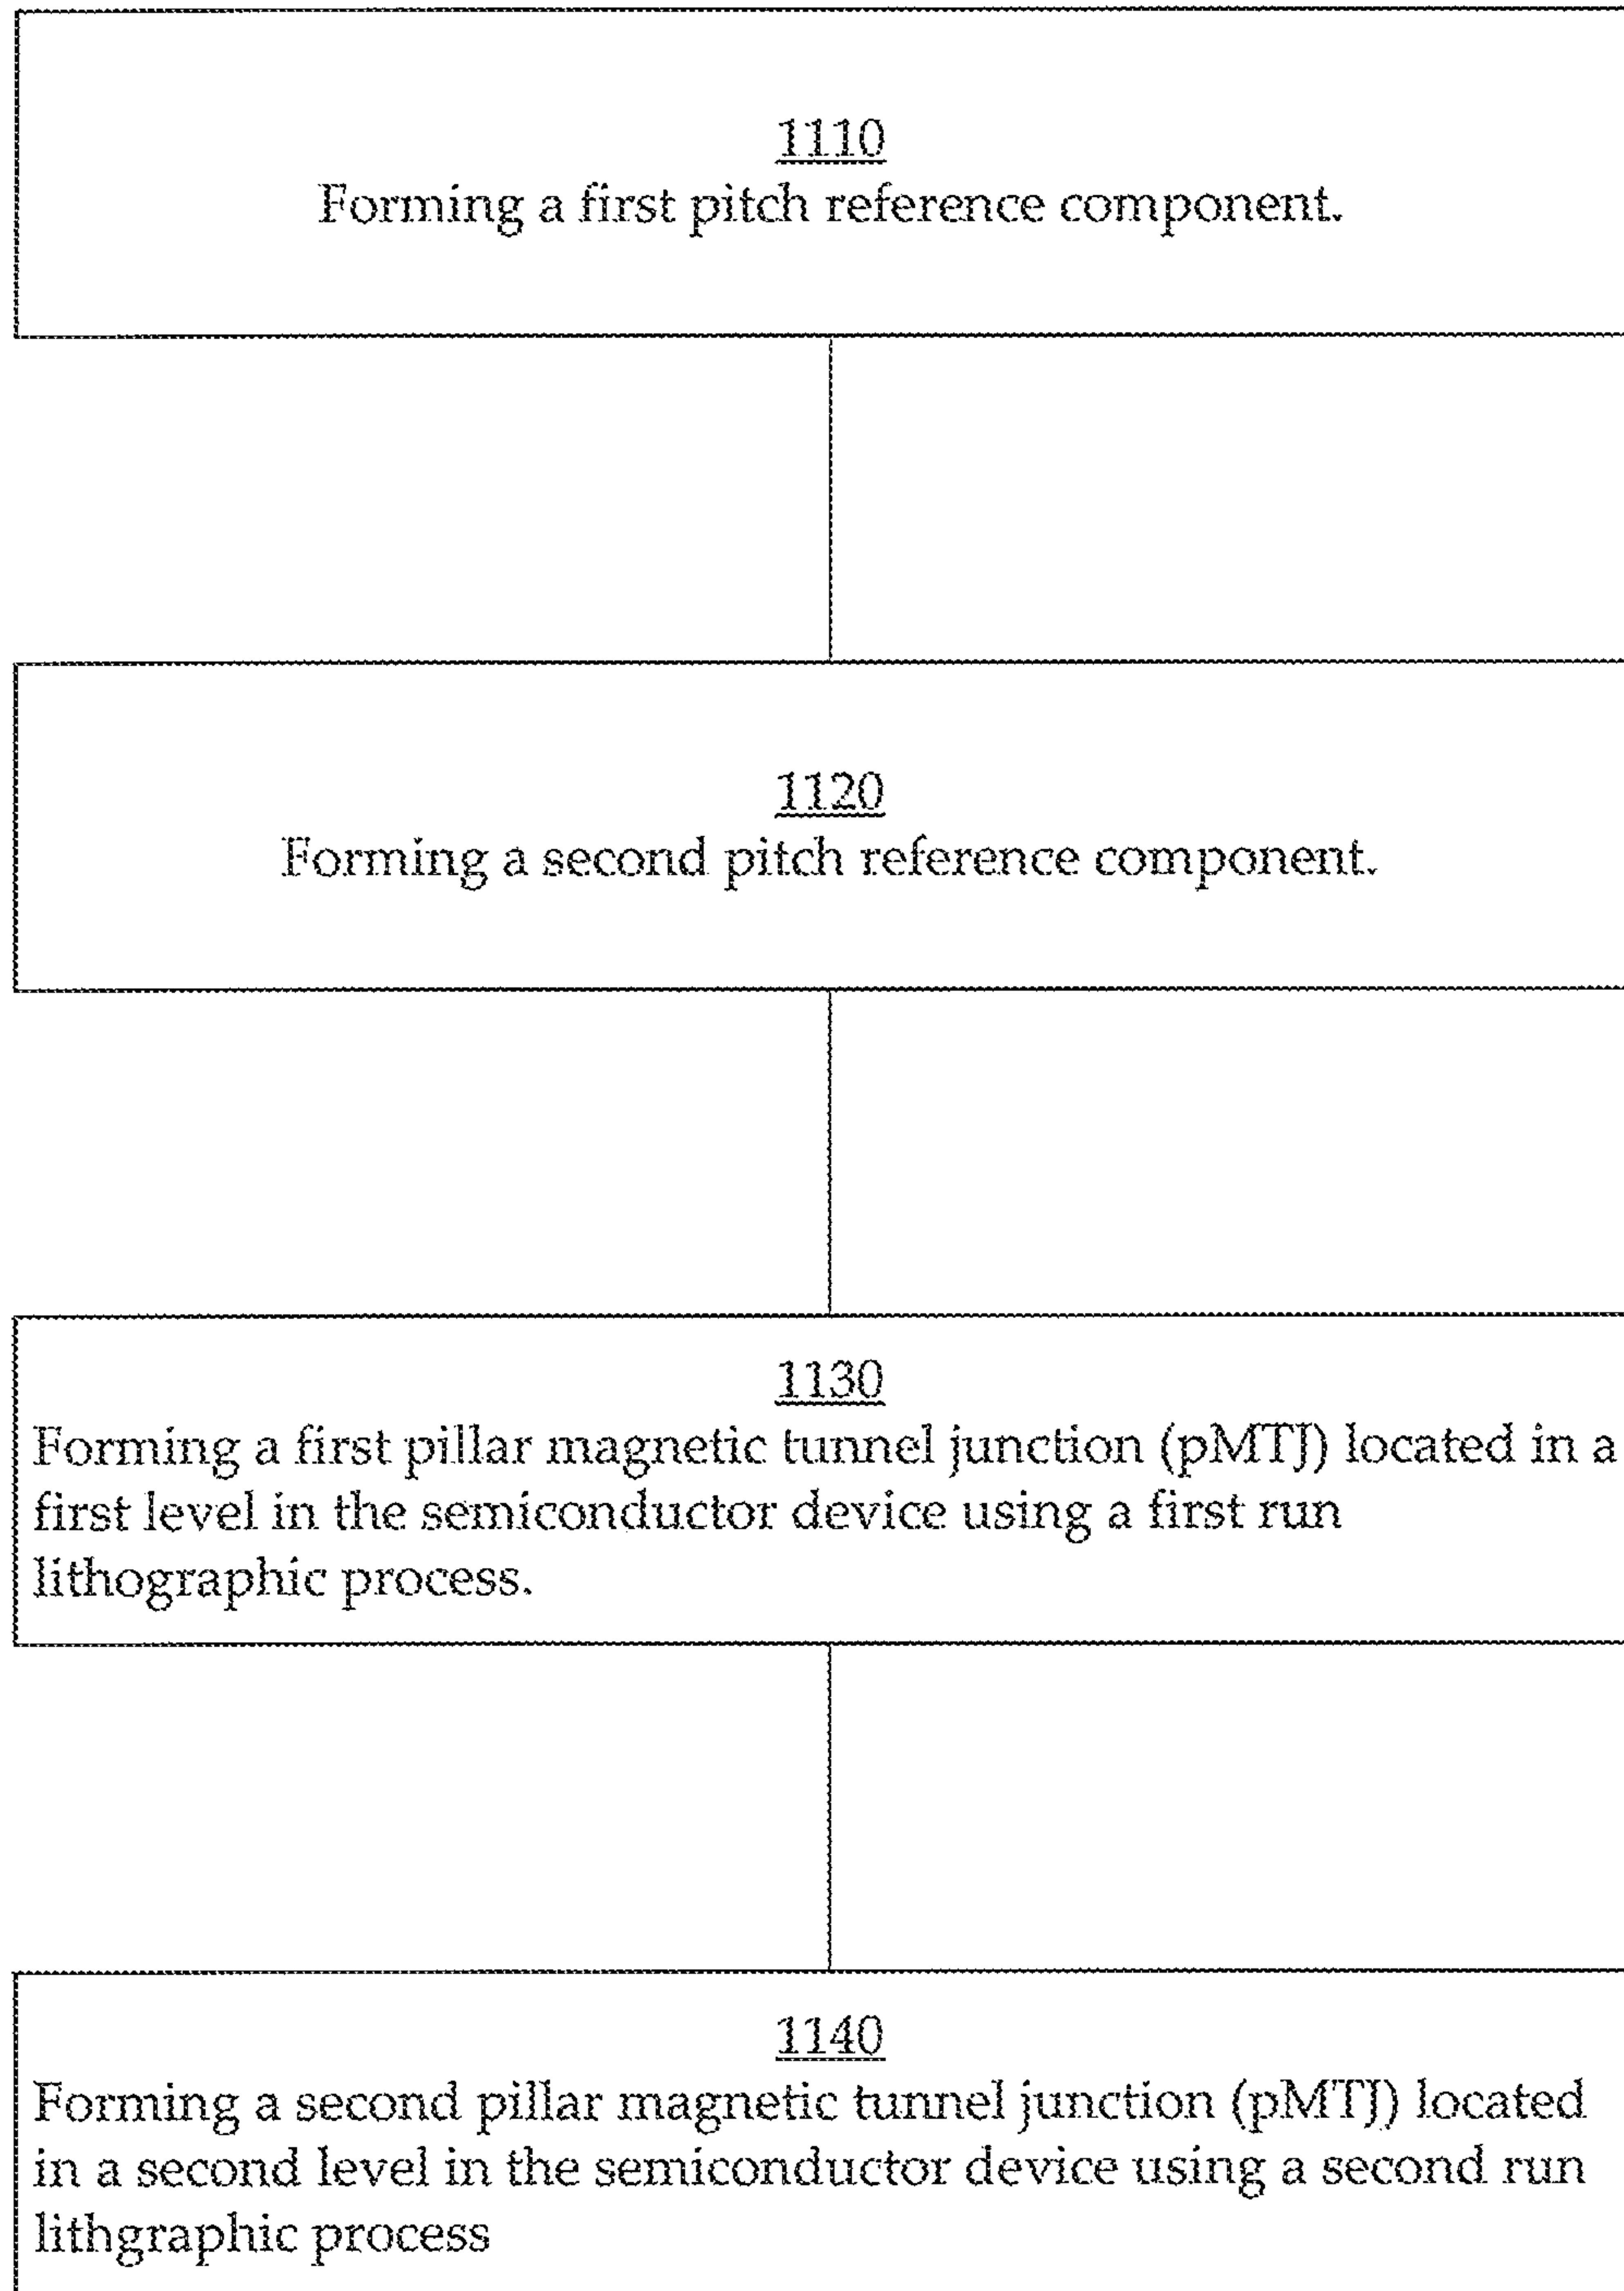 1110
Forming a first pitch reference component.
1120
Forming a second pitch reference component.
1130
Forming a first pillar magnetic tunnel junction (pMTJ) located in a
first level in the semiconductor device using a first run
lithographic process.
1140
Forming a second pillar magnetic tunnel junction (pMTJ) located
in a second level in the semiconductor device using a second run
lithgraphic process